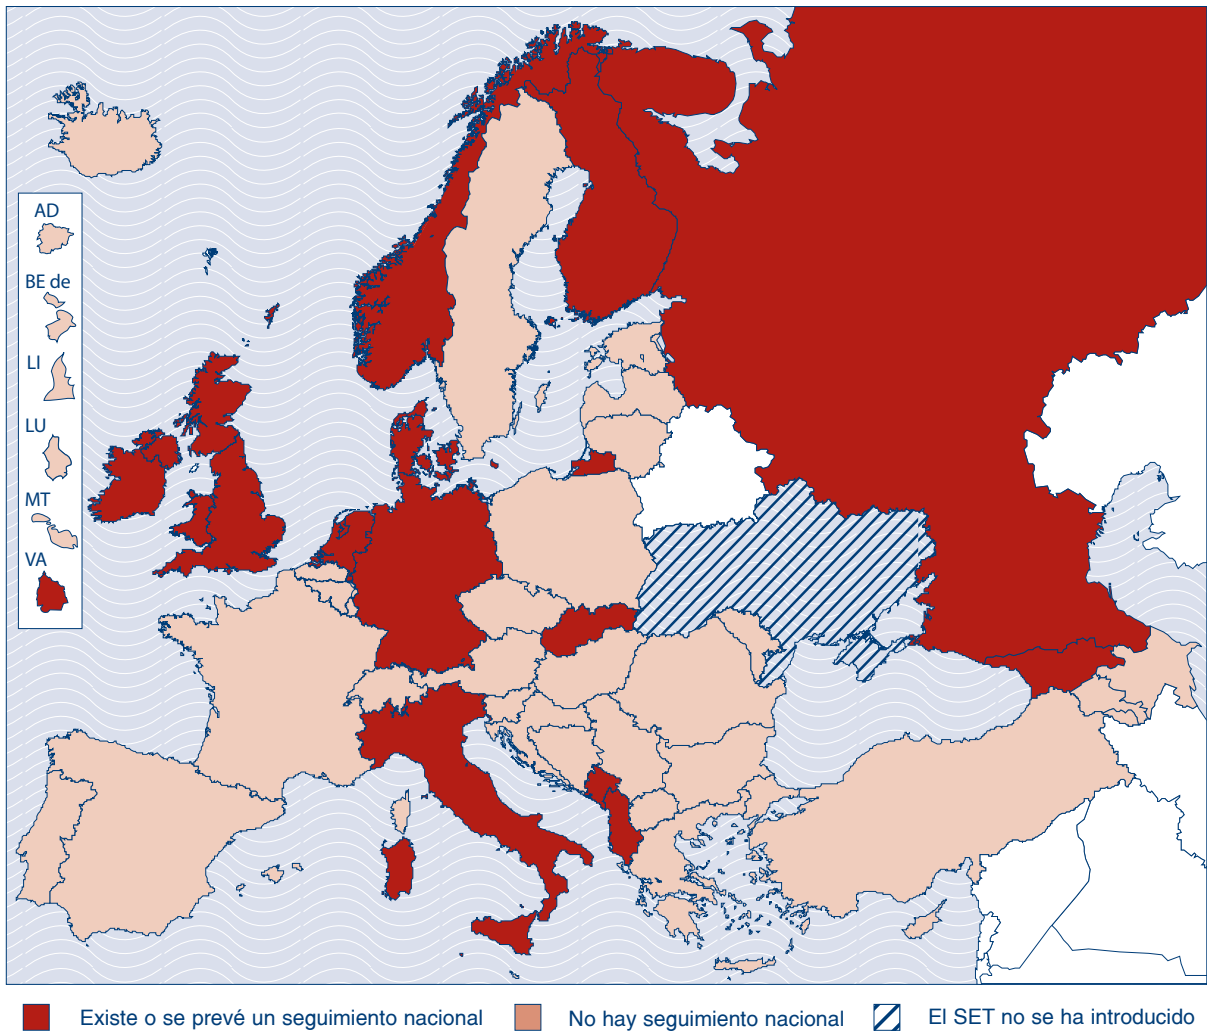 AD
BE de
LI
LU
MT
VA
Existe o se prevé un seguimiento nacional No hay seguimiento nacional El SET no se ha introducido